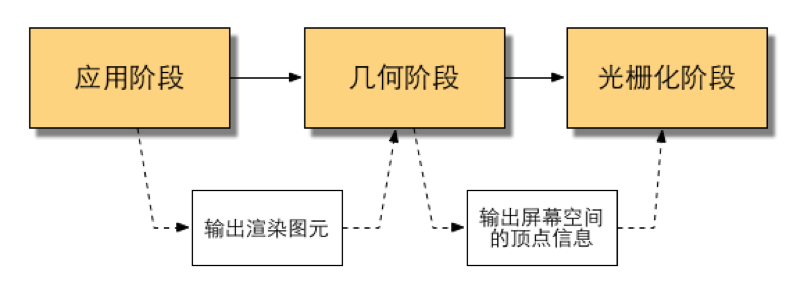 应用阶段
几何阶段
光栅化阶段
输出渲染图元
输出屏幕空间
的顶点信息